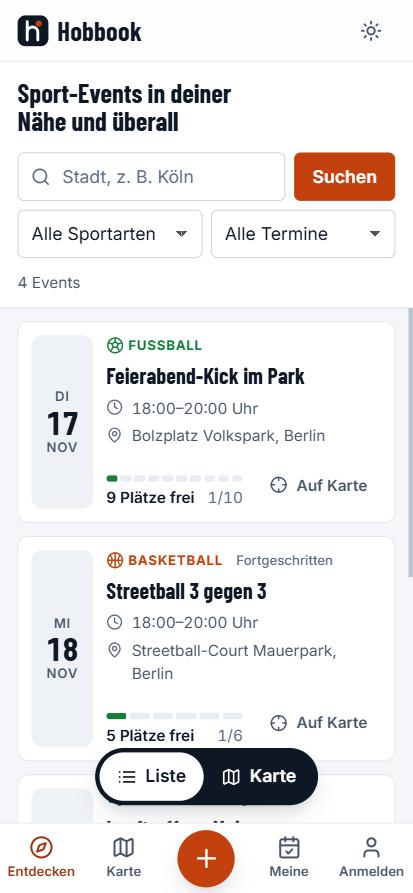 Hobbook
Sport-Events in deiner
Nähe und überall
Stadt, z. B. Köln
Suchen
Alle Sportarten
Alle Termine
4 Events
DI
17
NOV
FUSSBALL
Feierabend-Kick im Park
18:00–20:00 Uhr
Bolzplatz Volkspark, Berlin
9 Plätze frei 1/10
Auf Karte
MI
18
NOV
BASKETBALL Fortgeschritten
Streetball 3 gegen 3
18:00–20:00 Uhr
Streetball-Court Mauerpark,
Berlin
5 Plätze frei 1/6
Auf Karte
Liste
Karte
Entdecken
Karte
Meine
Anmelden